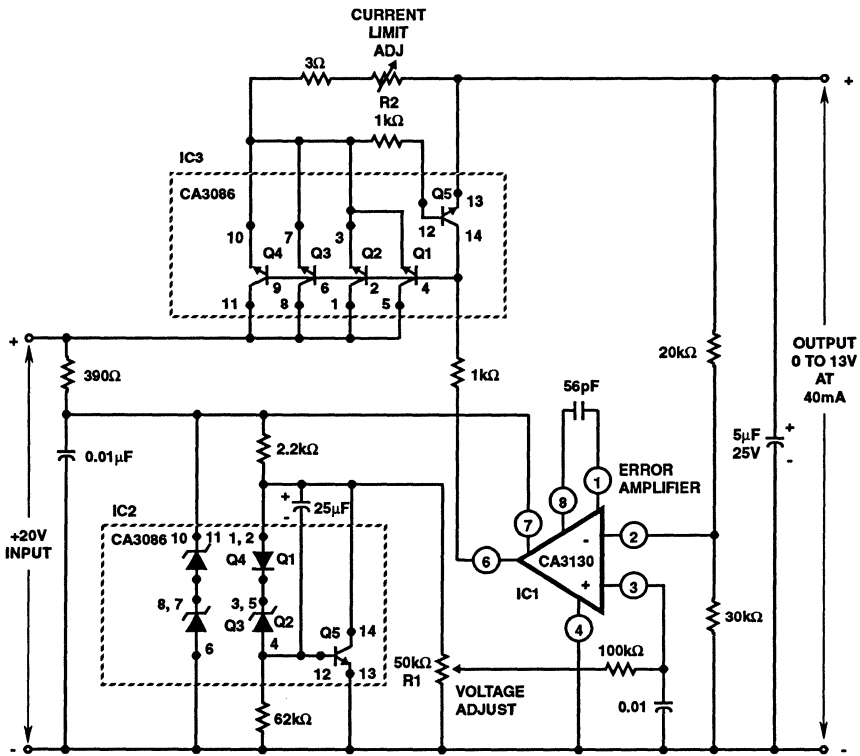 CURRENT
LIMIT
ADJ
3Ω
R2
1kΩ
+
IC3
CA3086
Q5
13
12
14
10
7
3
Q4
Q3
Q2
Q1
9
6
2
4
11
8
1
5
+
390Ω
1kΩ
20kΩ
OUTPUT
0 TO 13V
AT
40mA
56pF
0.01μF
2.2kΩ
5μF
25V
+
-
ERROR
AMPLIFIER
1
8
+
25μF
-
7
+20V
INPUT
IC2
CA3086
10
11
1, 2
Q4
Q1
6
CA3130
-
2
+
3
IC1
8, 7
3, 5
Q3
Q2
4
Q5
14
4
6
12
13
50kΩ
R1
VOLTAGE
ADJUST
100kΩ
30kΩ
62kΩ
0.01
-
-